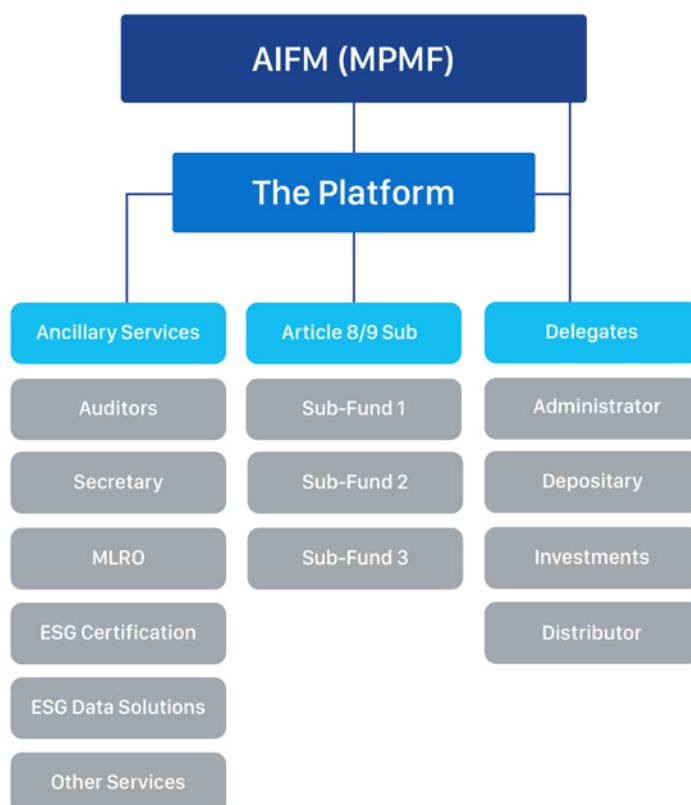 AIFM (MPMF)
The Platform
Ancillary Services
Auditors
Secretary
MLRO
ESG Certification
ESG Data Solutions
Other Services
Article 8/9 Sub
Sub-Fund 1
Sub-Fund 2
Sub-Fund 3
Delegates
Administrator
Depositary
Investments
Distributor